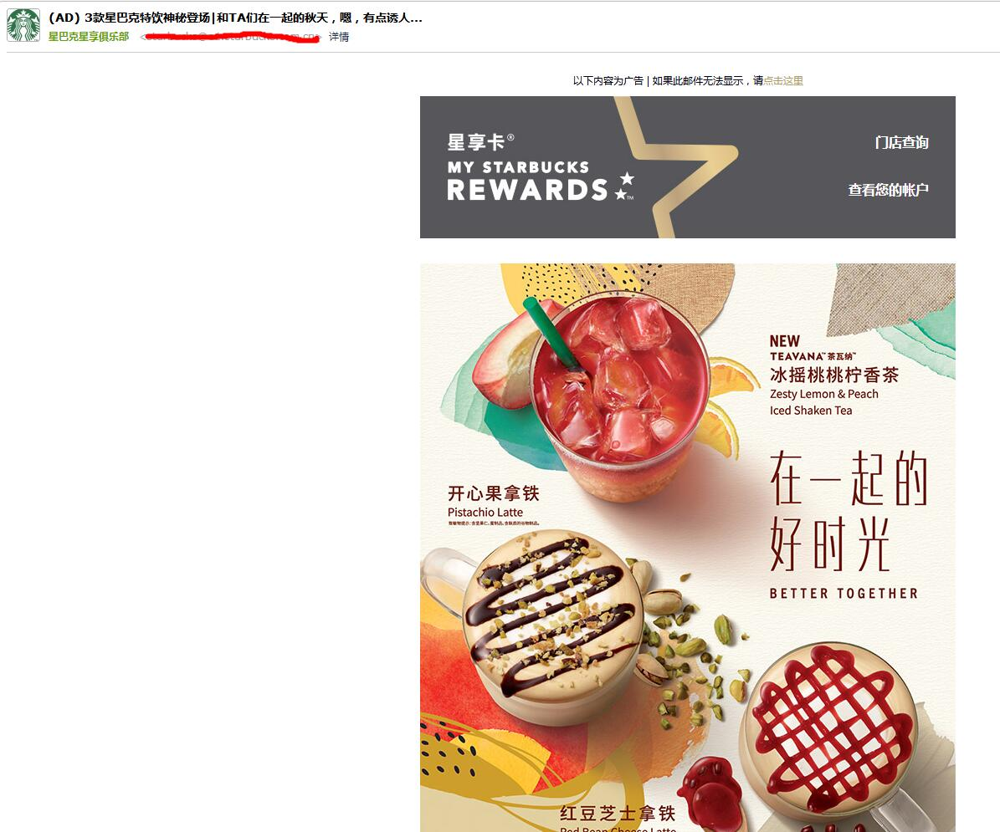 (AD) 3款星巴克特饮神秘登场|和TA们在一起的秋天，嗯，有点诱人...
星巴克星享俱乐部
详情
以下内容为广告 | 如果此邮件无法显示，请点击这里
星享卡®
MY STARBUCKS
REWARDS™
门店查询
查看您的帐户
NEW
TEAVANA™ 茶瓦纳™
冰摇桃桃柠香茶
Zesty Lemon & Peach
Iced Shaken Tea
在一起的
好时光
BETTER TOGETHER
开心果拿铁
Pistachio Latte
红豆芝士拿铁
Red Bean Cheese Latte